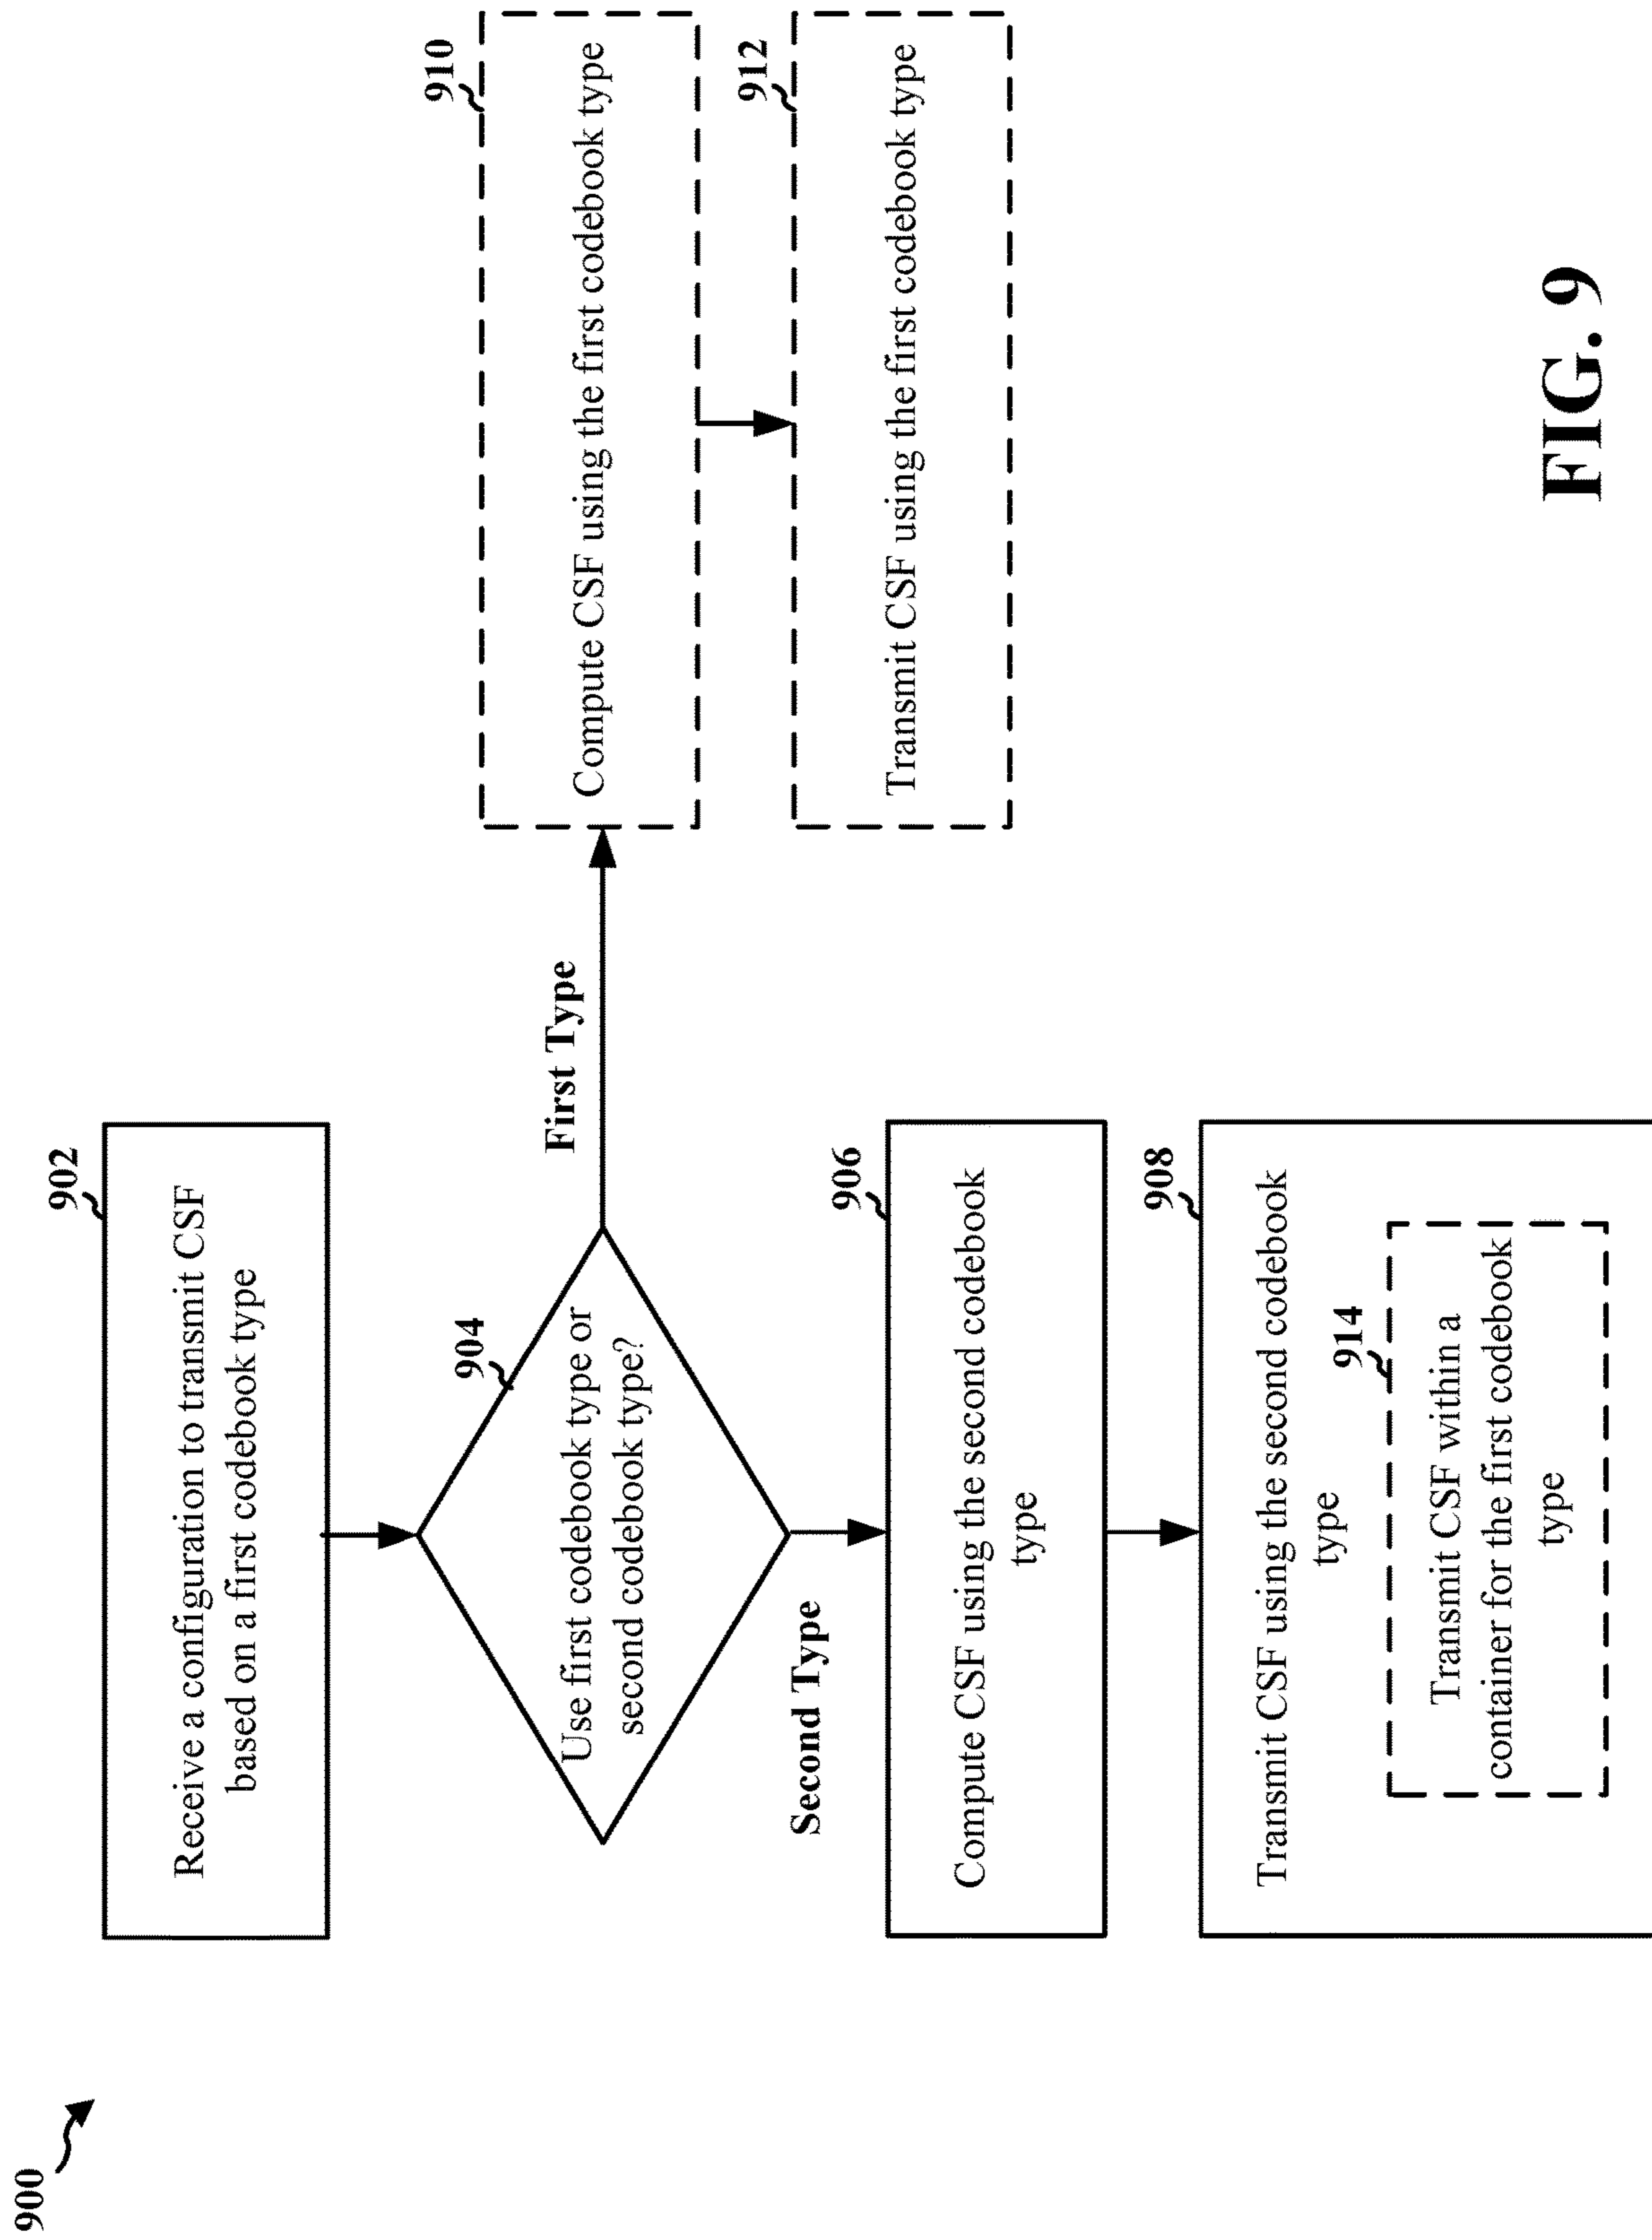 900
902
Receive a configuration to transmit CSF
based on a first codebook type
904
Use first codebook type or
second codebook type?
First Type
910
Compute CSF using the first codebook type
912
Transmit CSF using the first codebook type
Second Type
906
Compute CSF using the second codebook
type
908
Transmit CSF using the second codebook
type
914
Transmit CSF within a
container for the first codebook
type
FIG. 9